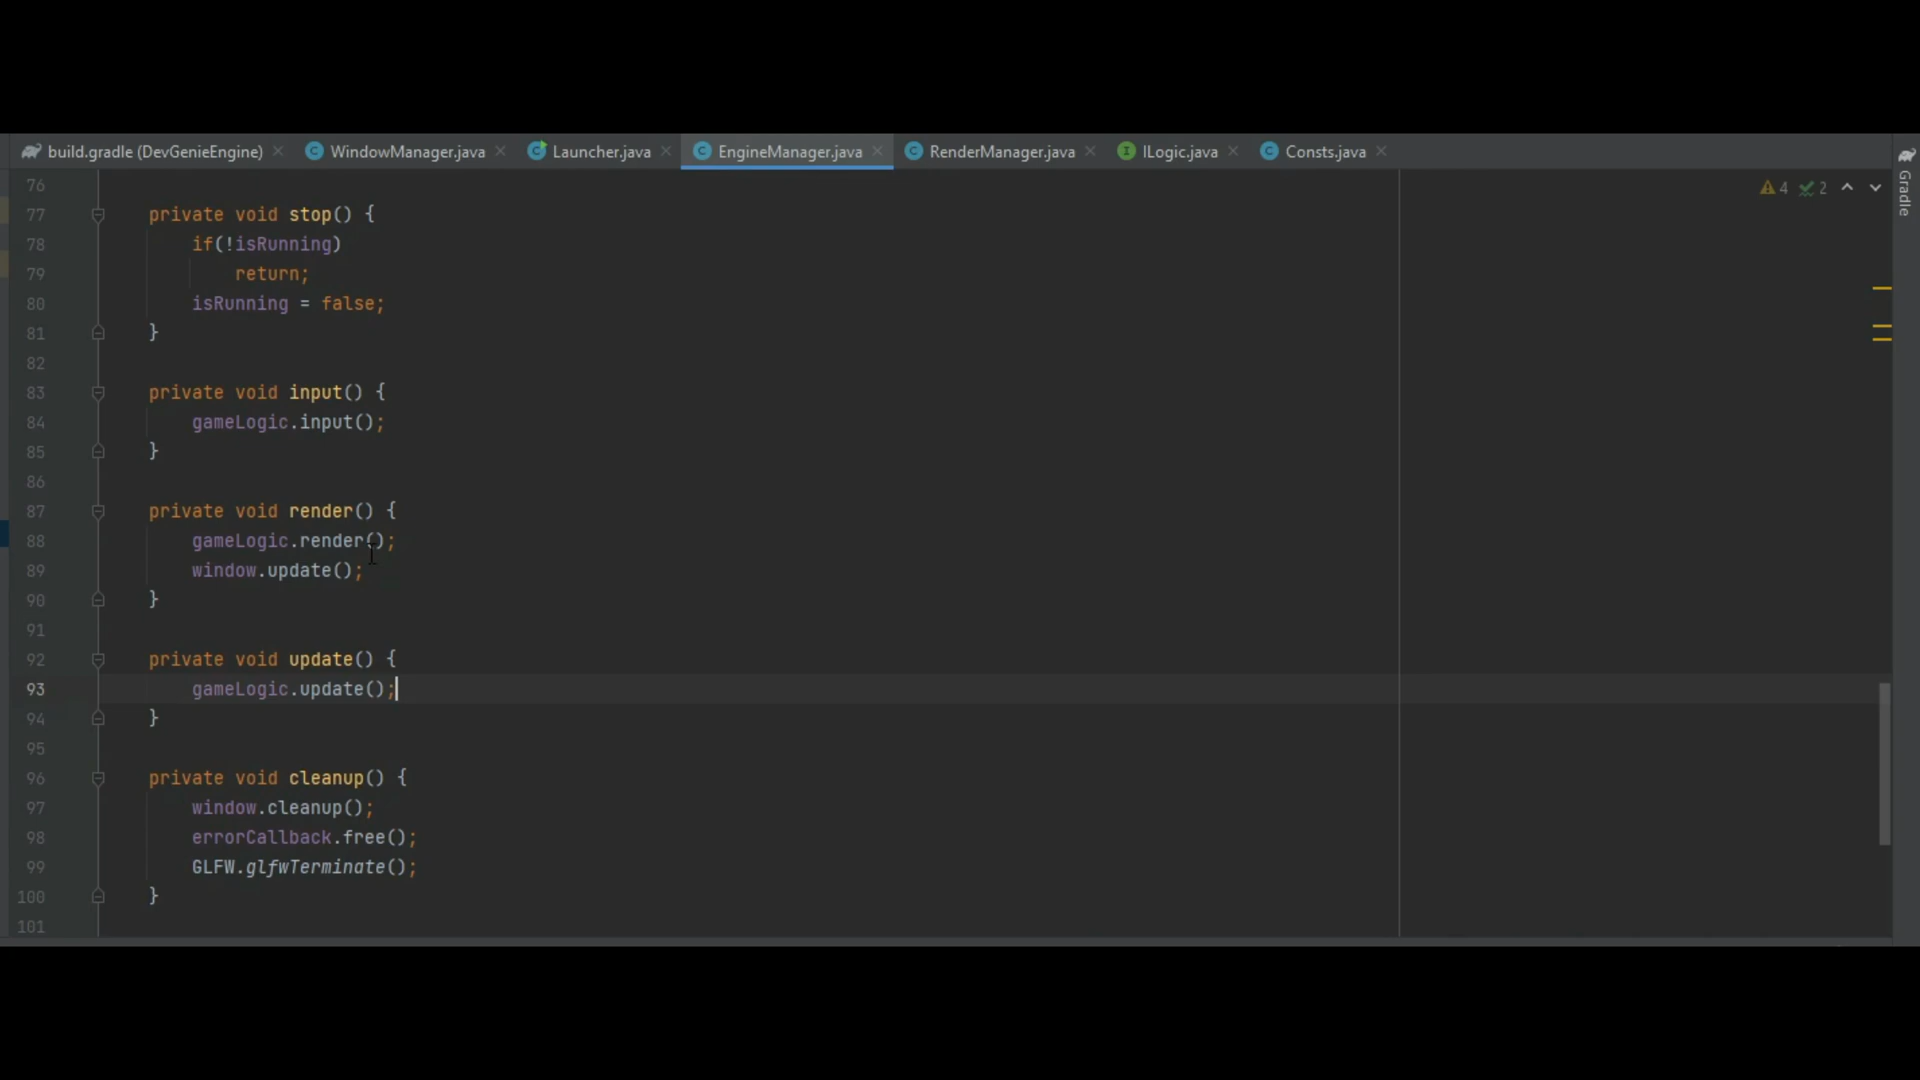 build.gradle (DevGenieEngine) WindowManager.java Launcher.java EngineManager.java RenderManager.java ILogic.java Consts.java
Gradle
4 2
76
77 private void stop() {
78 if(!isRunning)
79 return;
80 isRunning = false;
81 }
82
83 private void input() {
84 gameLogic.input();
85 }
86
87 private void render() {
88 gameLogic.render();
89 window.update();
90 }
91
92 private void update() {
93 gameLogic.update();
94 }
95
96 private void cleanup() {
97 window.cleanup();
98 errorCallback.free();
99 GLFW.glfwTerminate();
100 }
101